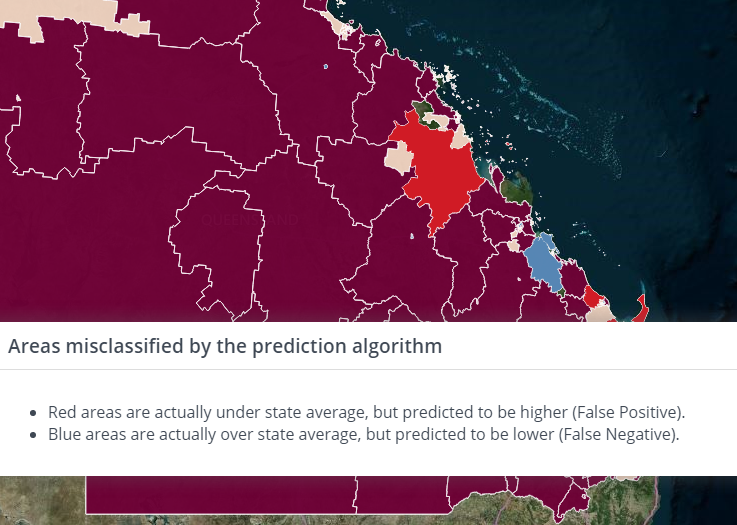 QUEENSLAND
Areas misclassified by the prediction algorithm
Red areas are actually under state average, but predicted to be higher (False Positive).
Blue areas are actually over state average, but predicted to be lower (False Negative).